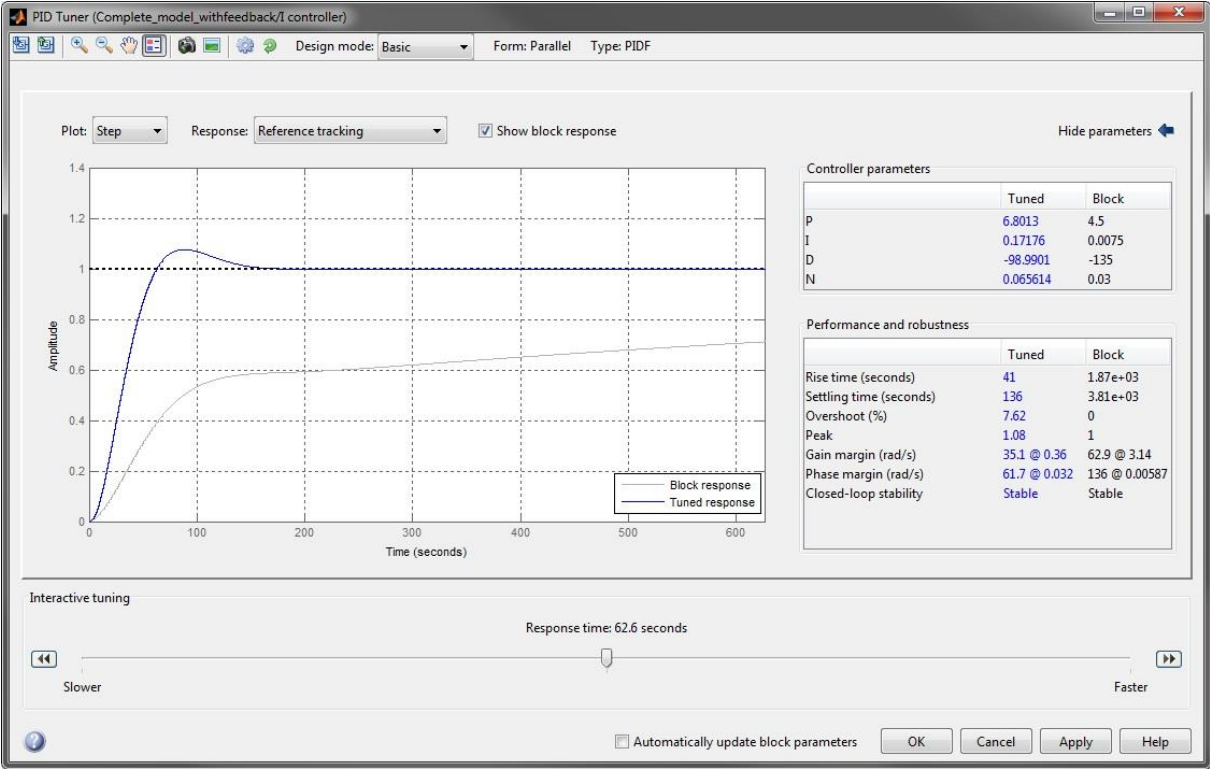 PID Tuner (Complete_model_withfeedback/I controller)
Design mode: Basic Form: Parallel Type: PIDF
Plot: Step Response: Reference tracking Show block response Hide parameters
1.4
1.2
1
0.8
0.6
0.4
0.2
0
Amplitude
0 100 200 300 400 500 600
Time (seconds)
Block response
Tuned response
Controller parameters
Tuned Block
P 6.8013 4.5
I 0.17176 0.0075
D -98.9901 -135
N 0.065614 0.03
Performance and robustness
Tuned Block
Rise time (seconds) 41 1.87e+03
Settling time (seconds) 136 3.81e+03
Overshoot (%) 7.62 0
Peak 1.08 1
Gain margin (rad/s) 35.1 @ 0.36 62.9 @ 3.14
Phase margin (rad/s) 61.7 @ 0.032 136 @ 0.00587
Closed-loop stability Stable Stable
Interactive tuning
Response time: 62.6 seconds
Slower Faster
Automatically update block parameters OK Cancel Apply Help